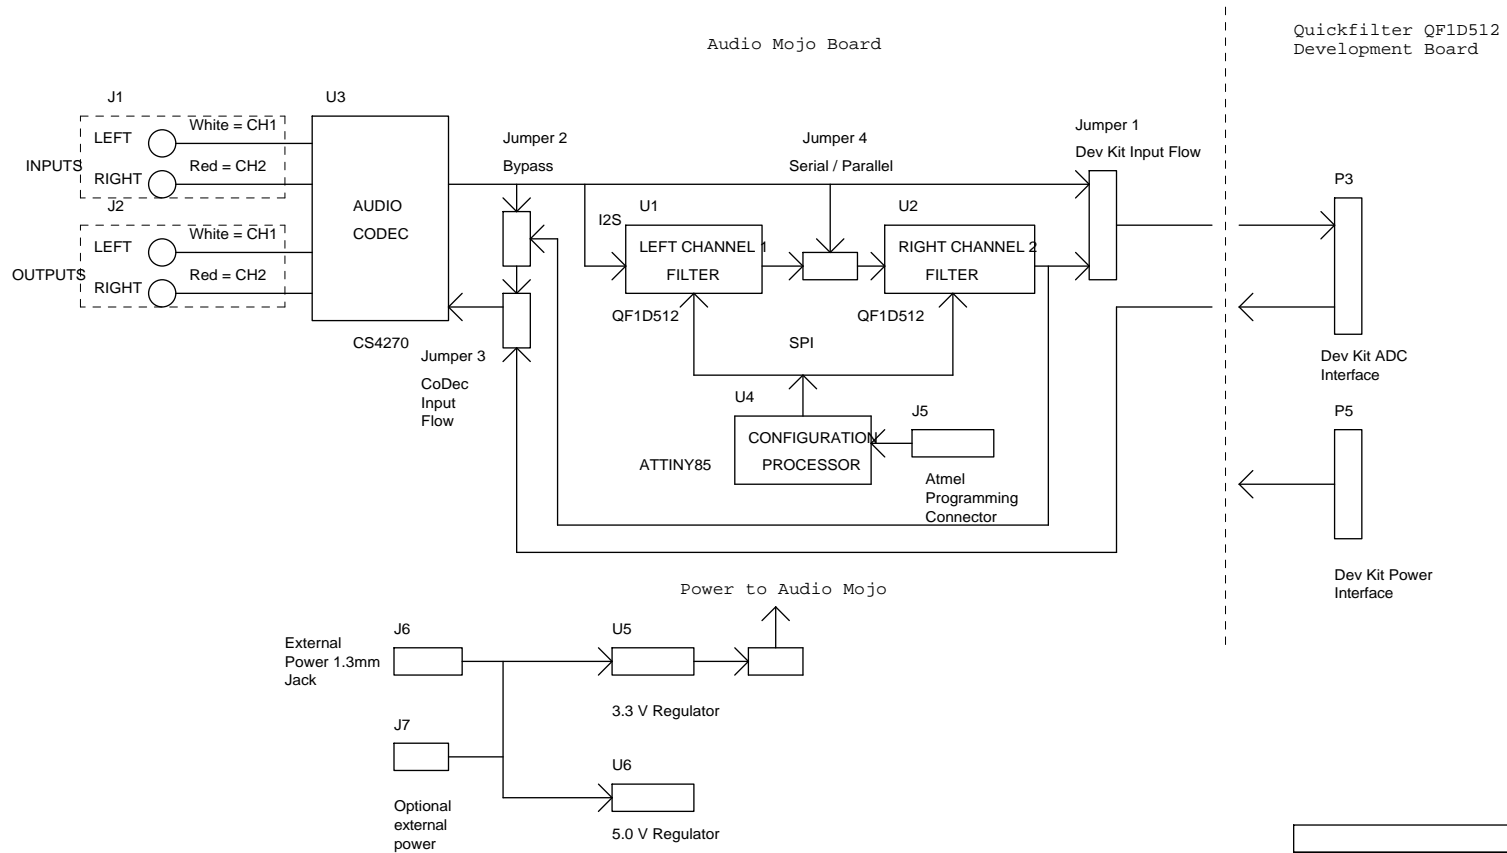 Quickfilter QF1D512
Development Board
Audio Mojo Board
J1
U3
LEFT
White = CH1
INPUTS
RIGHT
Red = CH2
J2
LEFT
White = CH1
OUTPUTS
RIGHT
Red = CH2
AUDIO
CODEC
CS4270
Jumper 2
Bypass
Jumper 4
Serial / Parallel
Jumper 1
Dev Kit Input Flow
I2S
U1
LEFT CHANNEL 1
FILTER
QF1D512
U2
RIGHT CHANNEL 2
FILTER
QF1D512
P3
Dev Kit ADC
Interface
Jumper 3
CoDec
Input
Flow
SPI
U4
CONFIGURATION
PROCESSOR
ATTINY85
J5
Atmel
Programming
Connector
P5
Dev Kit Power
Interface
Power to Audio Mojo
External
Power 1.3mm
Jack
J6
U5
3.3 V Regulator
J7
Optional
external
power
U6
5.0 V Regulator